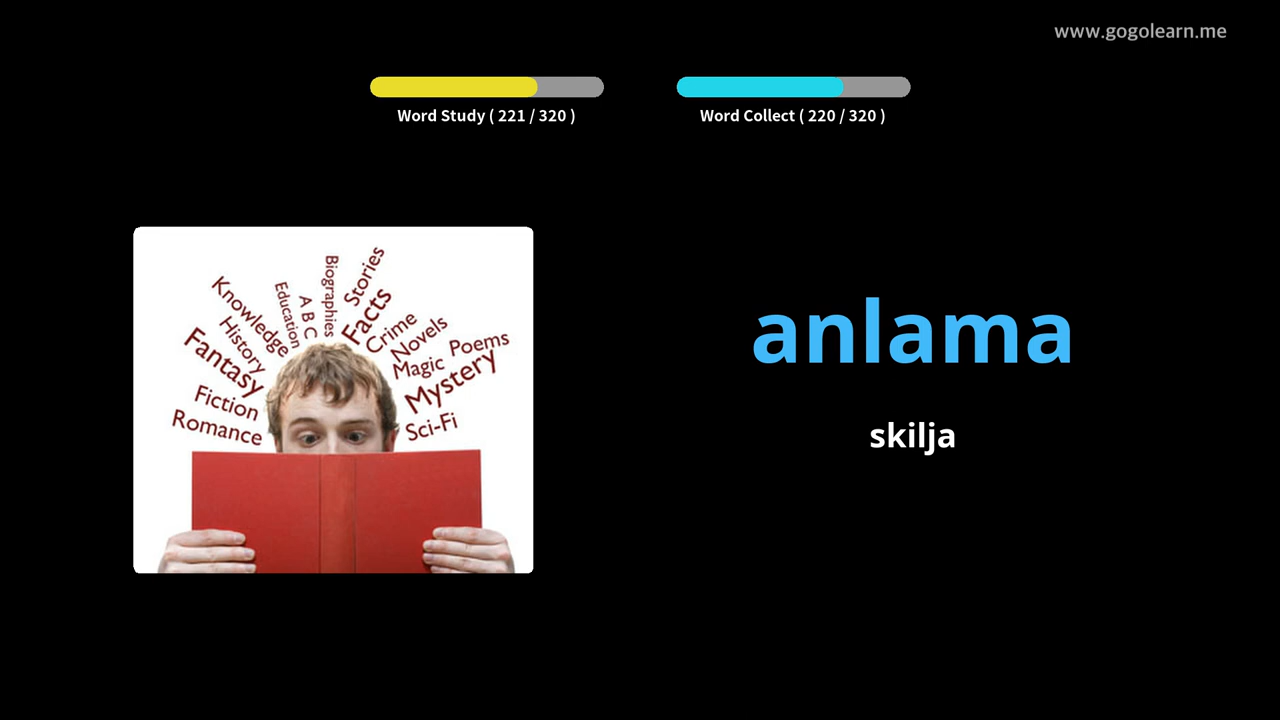 www.gogolearn.me
Word Study ( 221 / 320 )
Word Collect ( 220 / 320 )
Knowledge
Education
A B C
Biographies
Stories
Facts
History
Crime
Novels
Fantasy
Magic
Poems
Mystery
Fiction
Sci-Fi
Romance
anlama
skilja